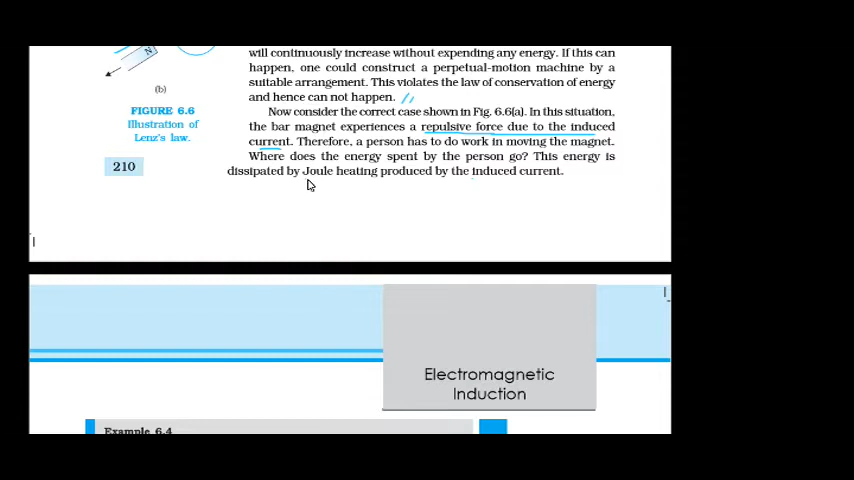 N
will continuously increase without expending any energy. If this can
happen, one could construct a perpetual-motion machine by a
suitable arrangement. This violates the law of conservation of energy
and hence can not happen.
(b)
FIGURE 6.6
Illustration of
Lenz's law.
Now consider the correct case shown in Fig. 6.6(a). In this situation,
the bar magnet experiences a repulsive force due to the induced
current. Therefore, a person has to do work in moving the magnet.
Where does the energy spent by the person go? This energy is
dissipated by Joule heating produced by the induced current.
210
Electromagnetic
Induction
Example 6.4